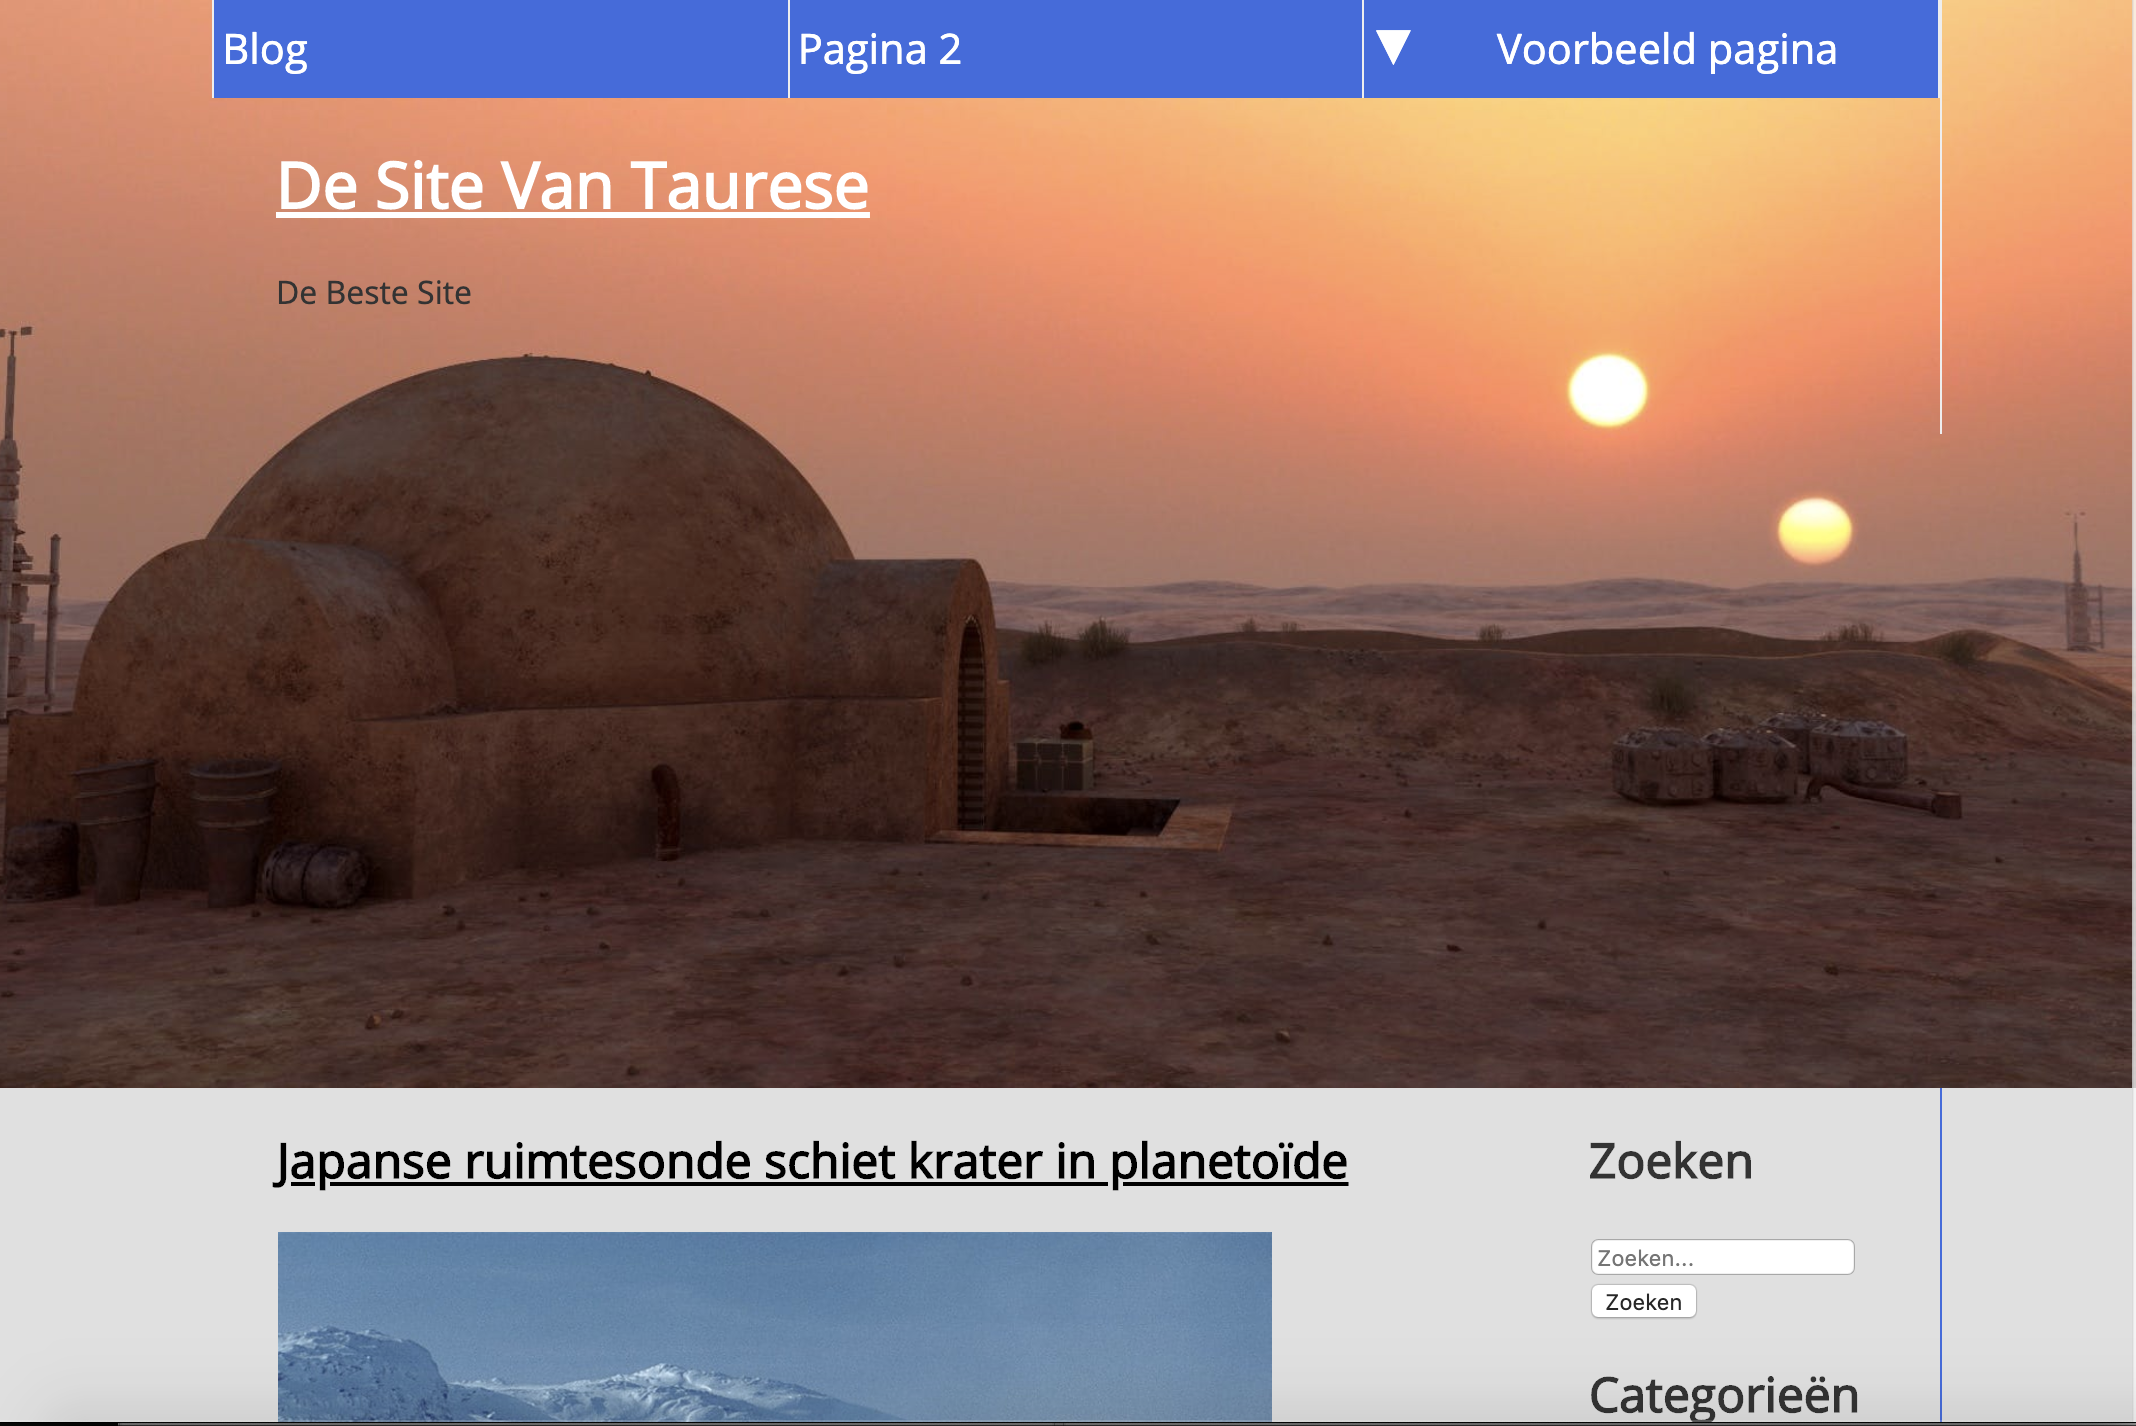 Blog
Pagina 2
▼ Voorbeeld pagina
De Site Van Taurese
De Beste Site
Japanse ruimtesonde schiet krater in planetoïde
Zoeken
Zoeken...
Zoeken
Categorieën